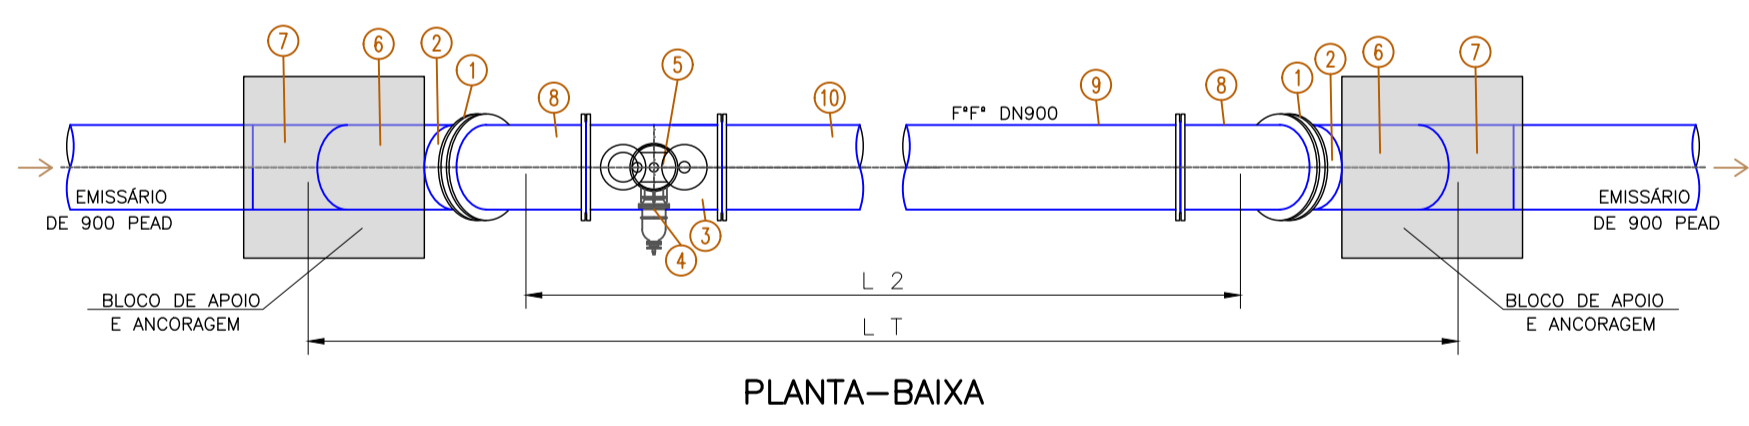 7
6
2
1
8
5
10
9
8
1
2
6
7
F°F° DN900
EMISSÁRIO
DE 900 PEAD
3
4
EMISSÁRIO
DE 900 PEAD
L 2
BLOCO DE APOIO
E ANCORAGEM
L T
BLOCO DE APOIO
E ANCORAGEM
PLANTA-BAIXA